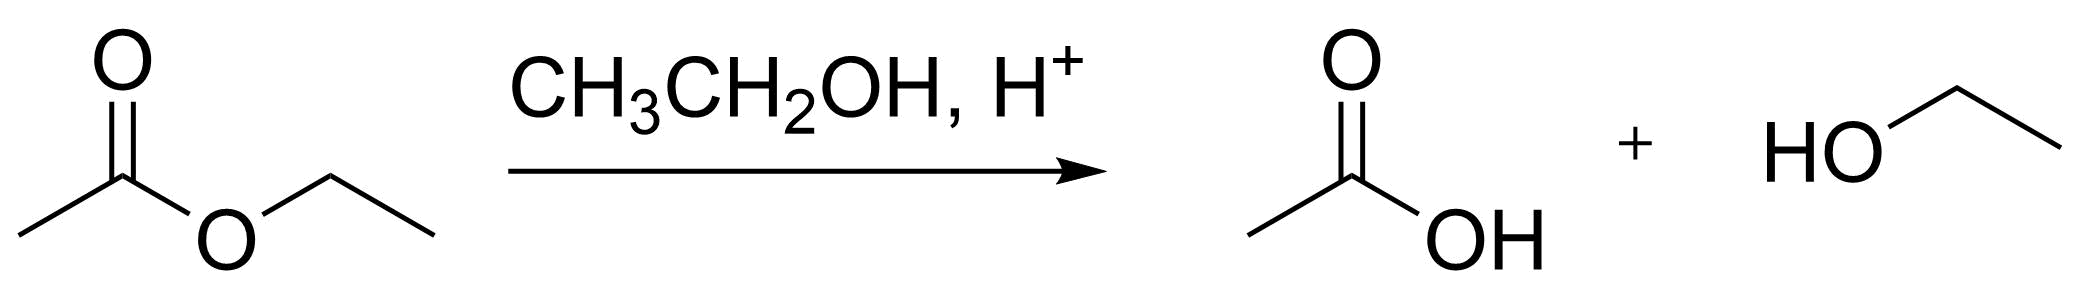 O
O
CH₃CH₂OH, H⁺
O
OH
+
HO